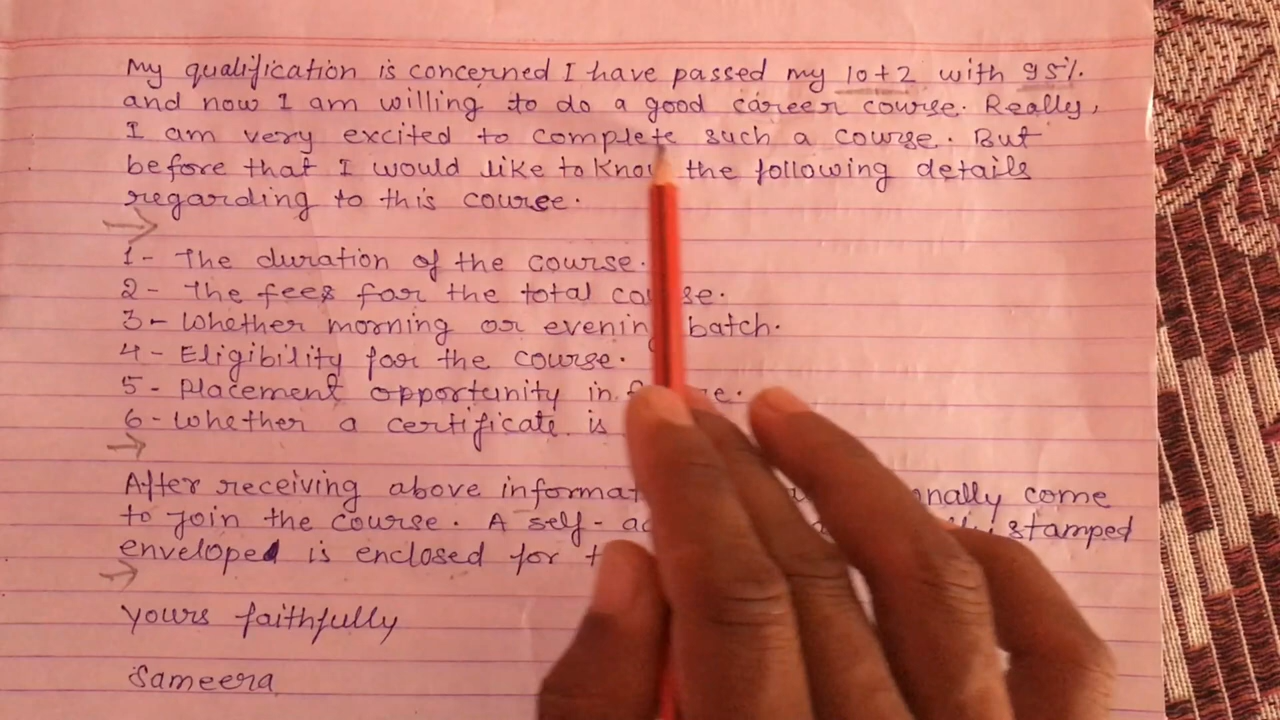 My qualification is concerned I have passed my 10+2 with 95%.
and now I am willing to do a good career course. Really,
I am very excited to complete such a course. But
before that I would like to know the following details
regarding to this course.
1- The duration of the course.
2- The fees for the total course.
3- Whether morning or evening batch.
4- Eligibility for the course.
5- Placement opportunity in
6- Whether a certificate is
After receiving above come
to join the course. A self- stamped
enveloped is enclosed for
Yours faithfully
Sameera